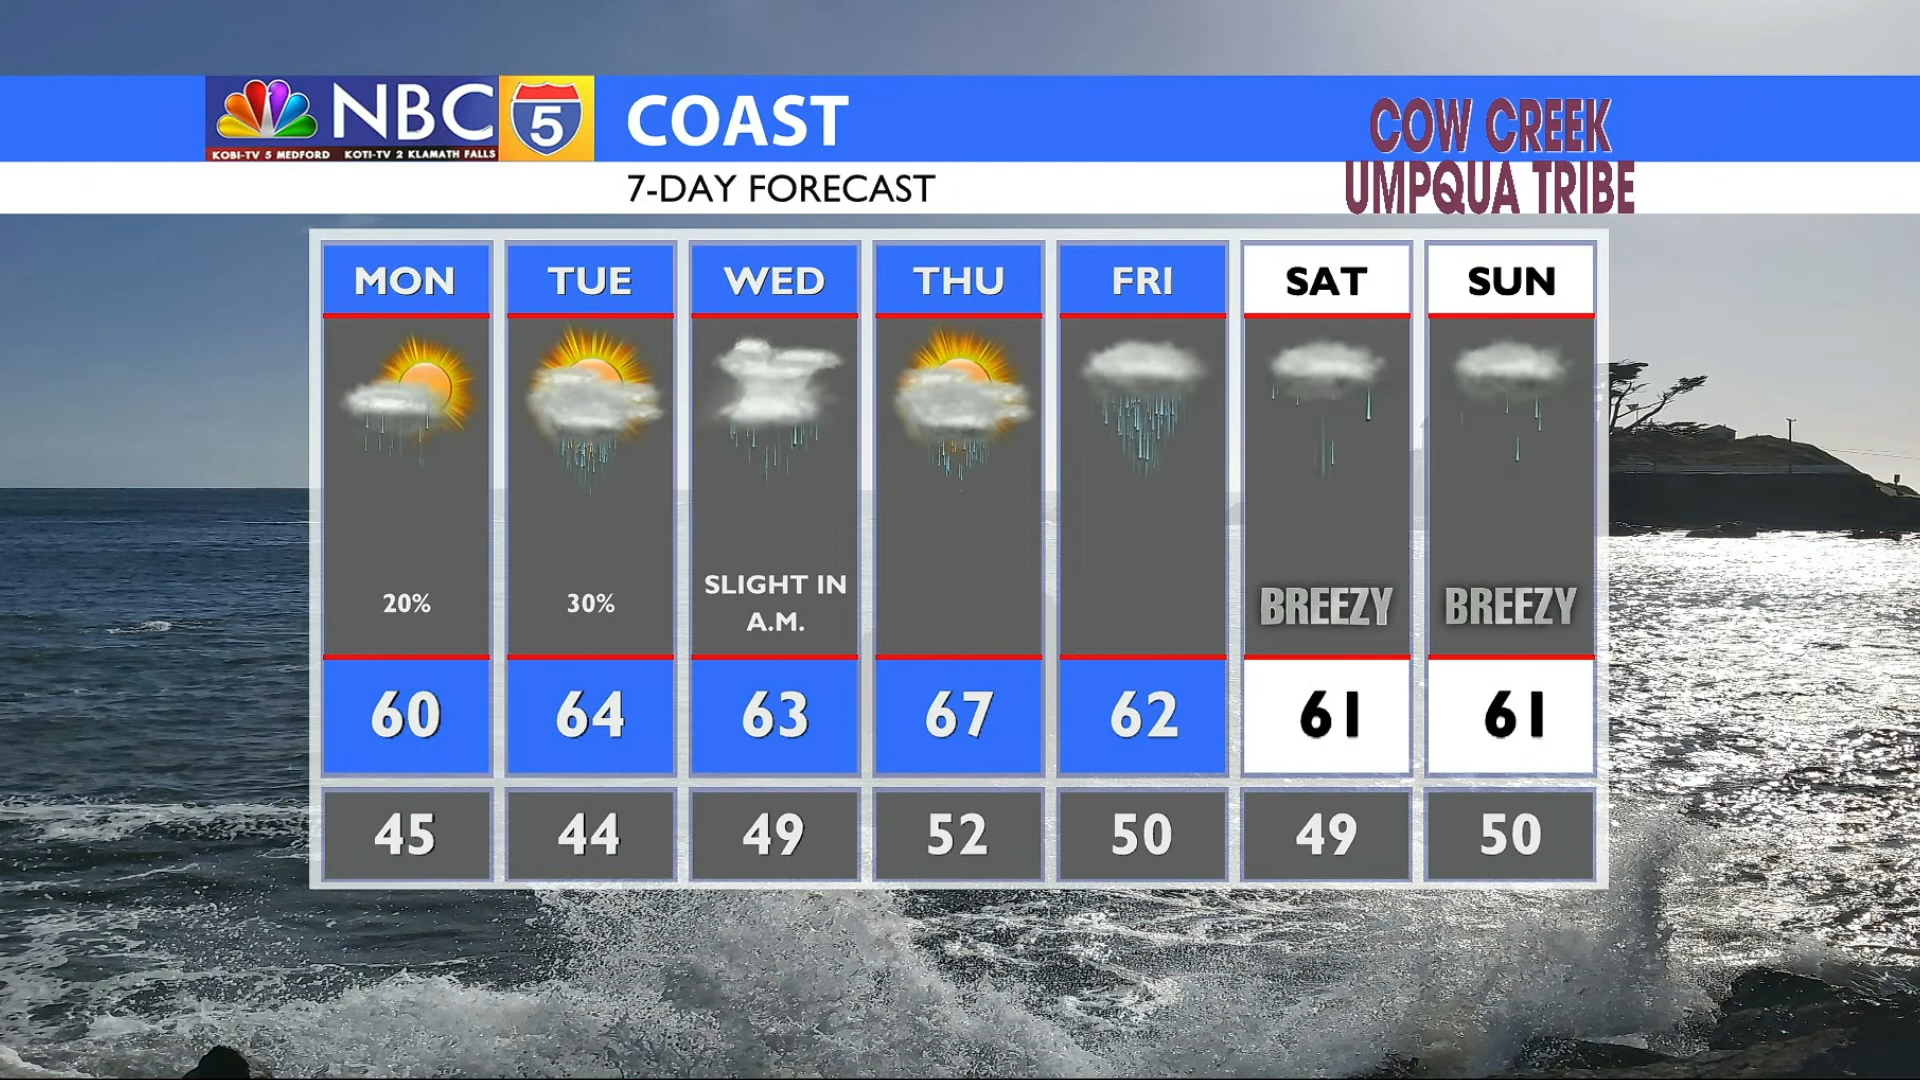 NBC 5
KOBI-TV 5 MEDFORD KOTI-TV 2 KLAMATH FALLS
COAST
7-DAY FORECAST
COW CREEK
UMPQUA TRIBE
MON TUE WED THU FRI SAT SUN
20% 30% SLIGHT IN BREEZY BREEZY
A.M.
60 64 63 67 62 61 61
45 44 49 52 50 49 50